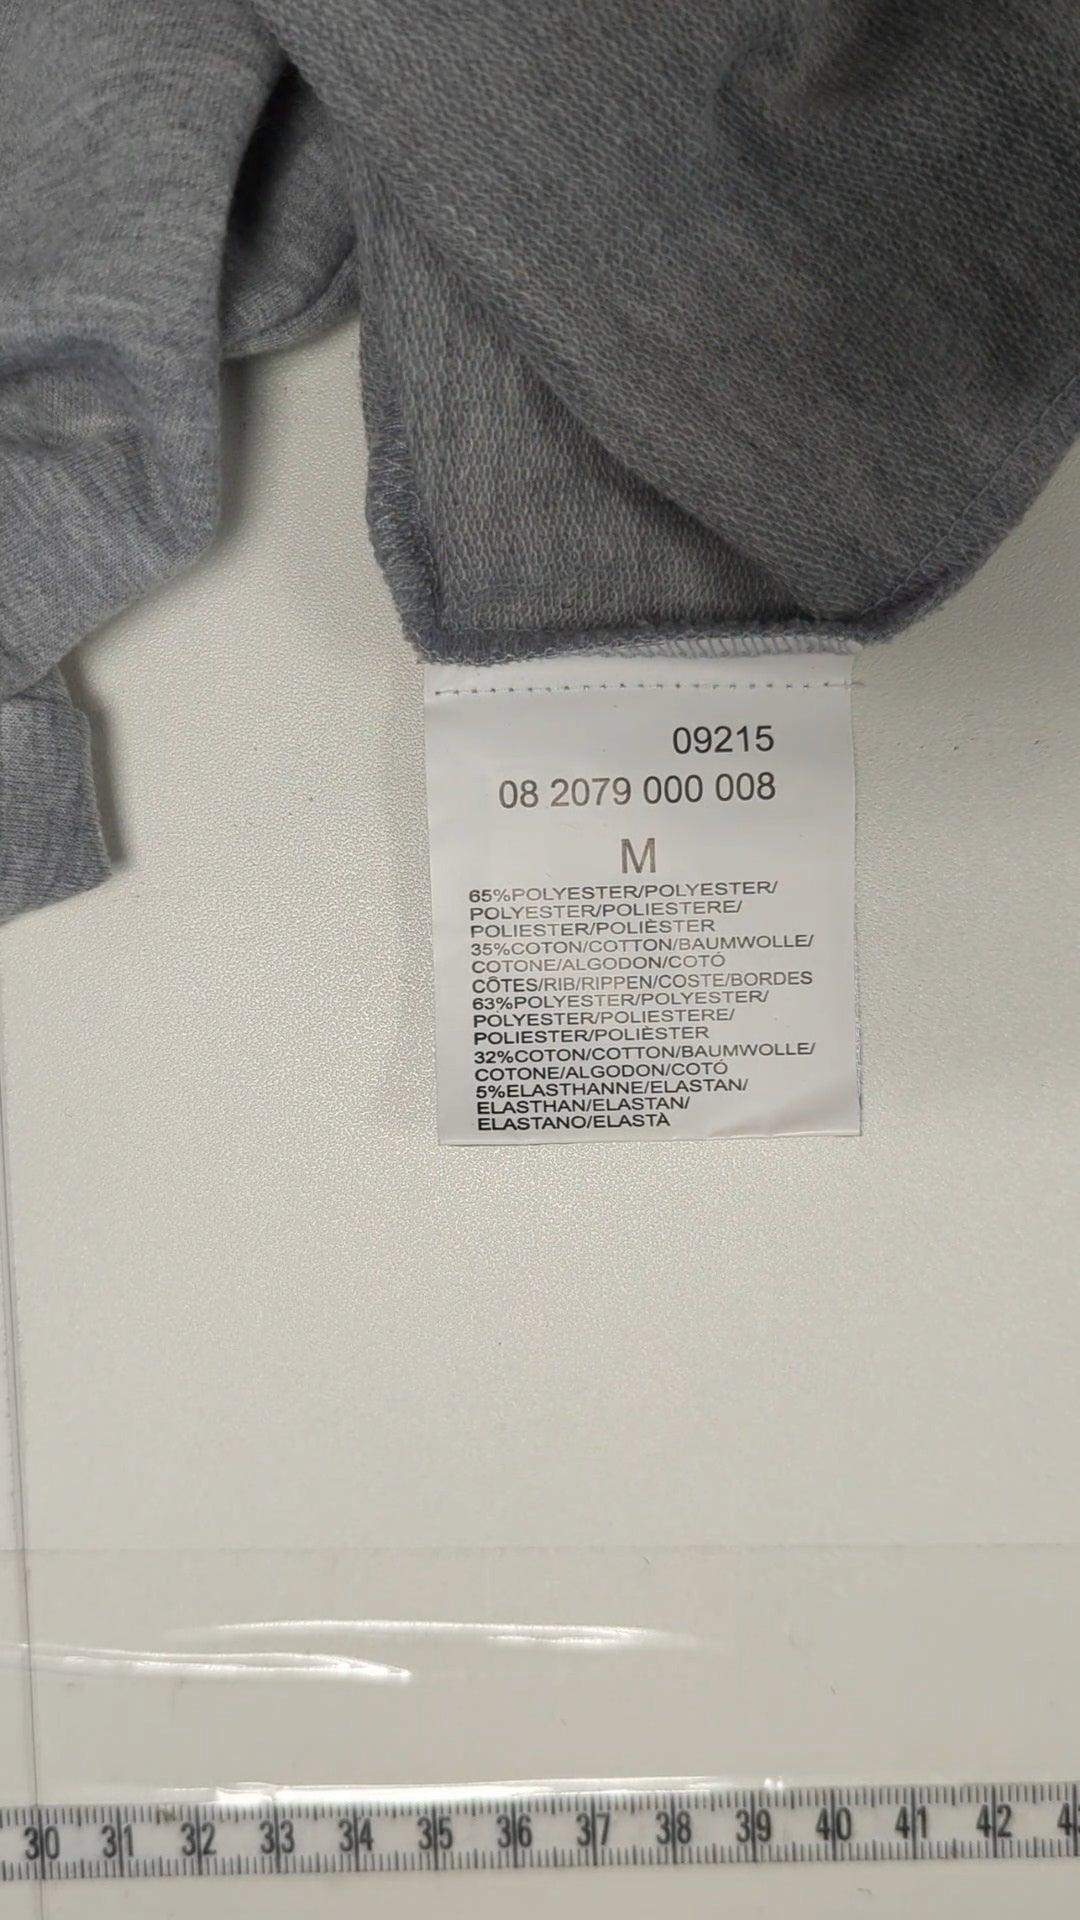 09215
08 2079 000 008
M
65%POLYESTER/POLYESTER/
POLYESTER/POLIESTERE/
POLIESTER/POLIÈSTER
35%COTON/COTTON/BAUMWOLLE/
COTONE/ALGODON/COTÓ
CÔTES/RIB/RIPPEN/COSTE/BORDES
63%POLYESTER/POLYESTER/
POLYESTER/POLIESTERE/
POLIESTER/POLIÈSTER
32%COTON/COTTON/BAUMWOLLE/
COTONE/ALGODON/COTÓ
5%ELASTHANNE/ELASTAN/
ELASTHAN/ELASTAN/
ELASTANO/ELASTÀ
30 31 32 33 34 35 36 37 38 39 40 41 42